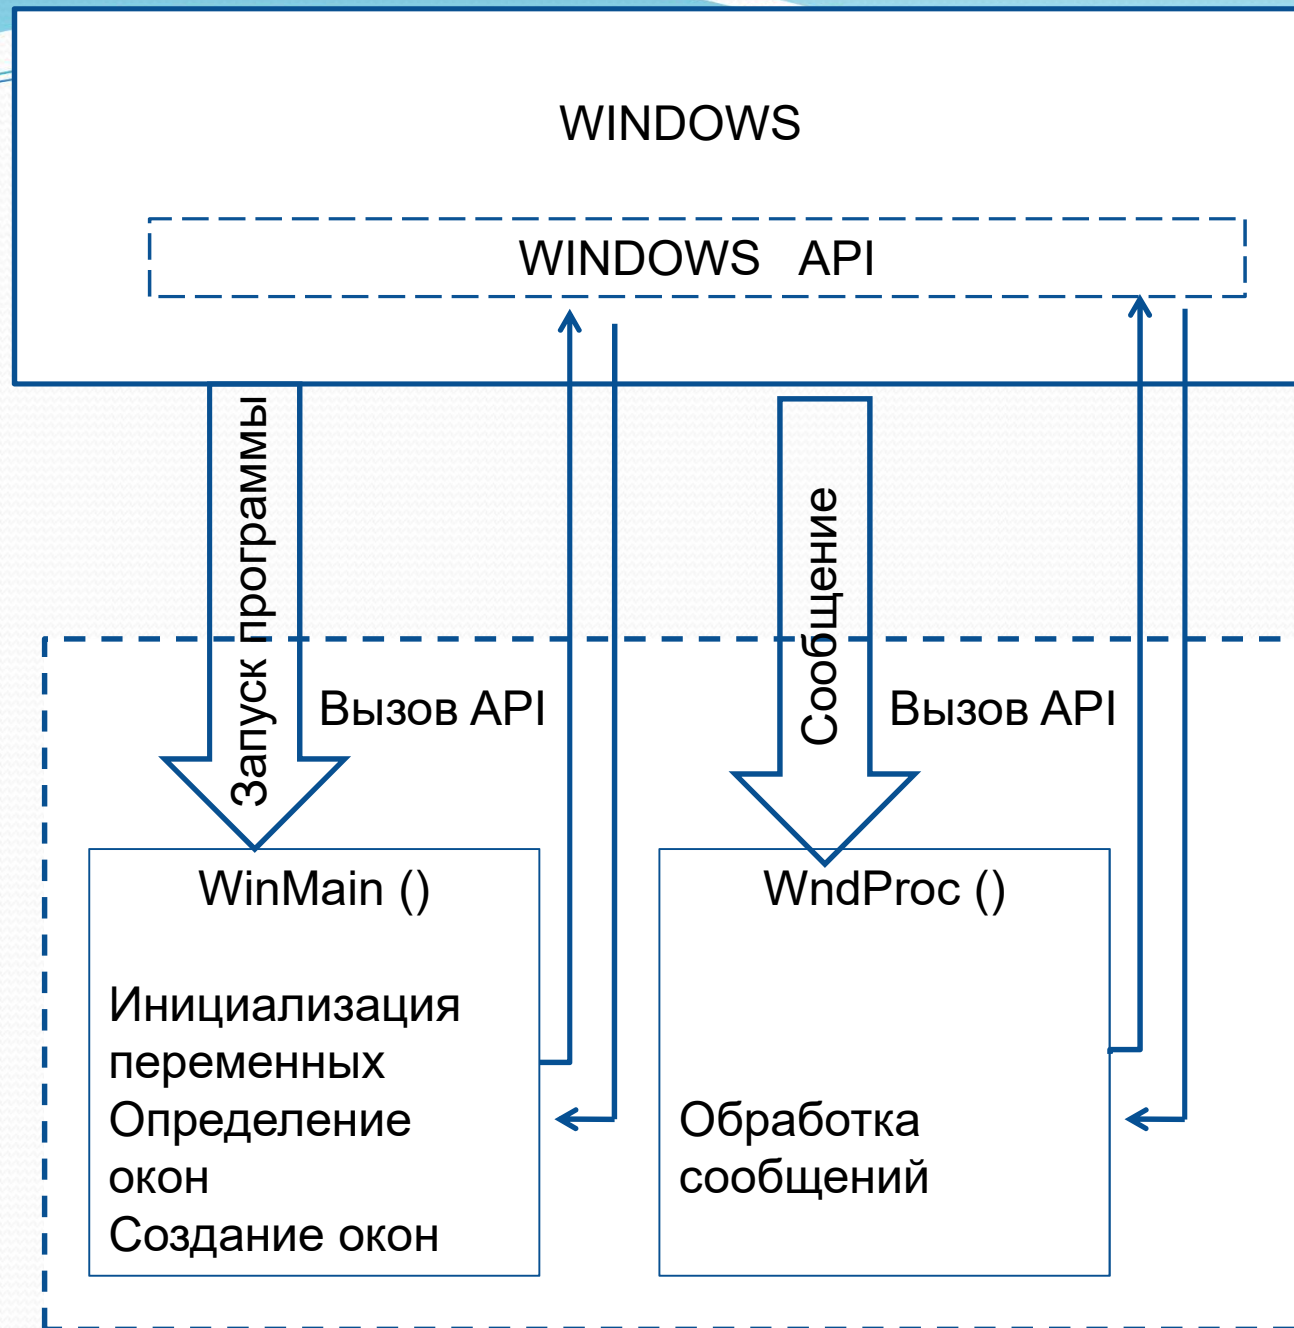 WINDOWS
WINDOWS API
Запуск программы
Сообщение
Вызов API
Вызов API
WinMain ()
Инициализация
переменных
Определение
окон
Создание окон
WndProc ()
Обработка
сообщений